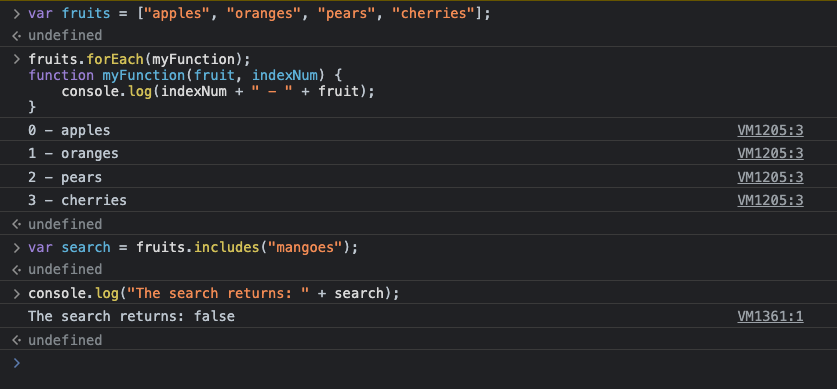 > var fruits = ["apples", "oranges", "pears", "cherries"];
< undefined
> fruits.forEach(myFunction);
function myFunction(fruit, indexNum) {
    console.log(indexNum + " – " + fruit);
}
0 – apples VM1205:3
1 – oranges VM1205:3
2 – pears VM1205:3
3 – cherries VM1205:3
< undefined
> var search = fruits.includes("mangoes");
< undefined
> console.log("The search returns: " + search);
The search returns: false VM1361:1
< undefined
>